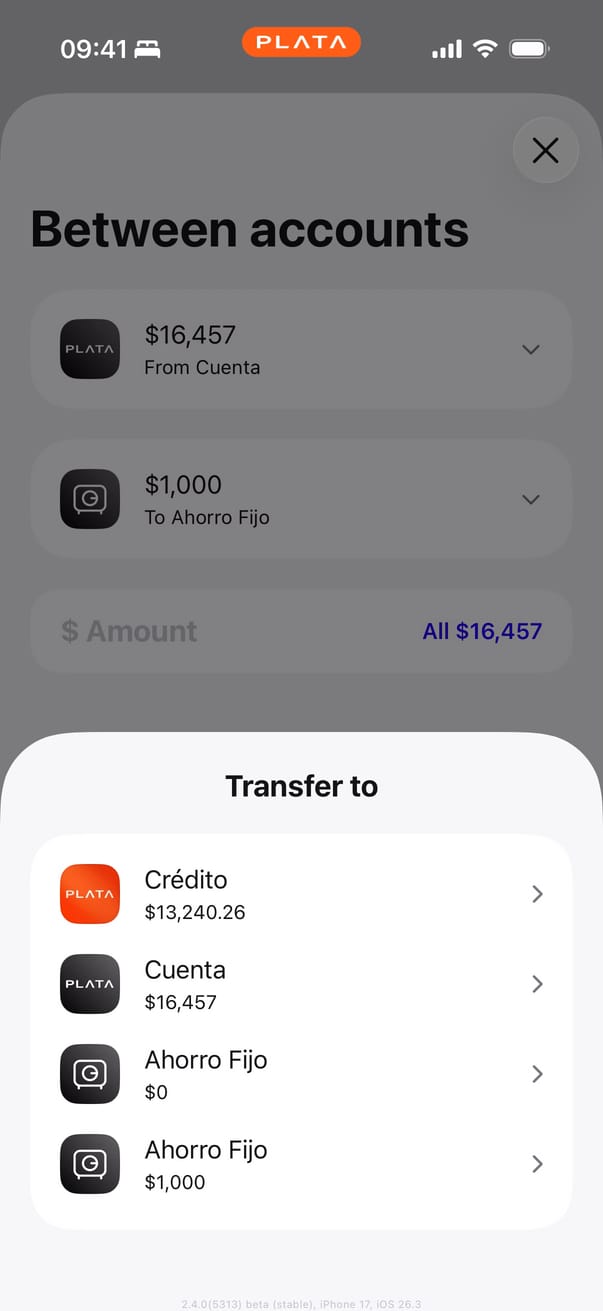 09:41
PLATA
Between accounts
PLATA
$16,457
From Cuenta
$1,000
To Ahorro Fijo
$ Amount
All $16,457
Transfer to
PLATA
Crédito
$13,240.26
PLATA
Cuenta
$16,457
Ahorro Fijo
$0
Ahorro Fijo
$1,000
2.4.0(5313) beta (stable), iPhone 17, iOS 26.3